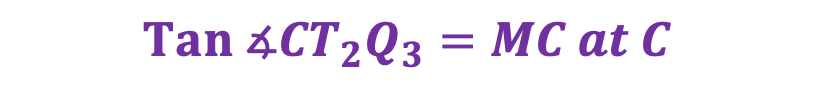 Tan ∡CT₂Q₃ = MC at C